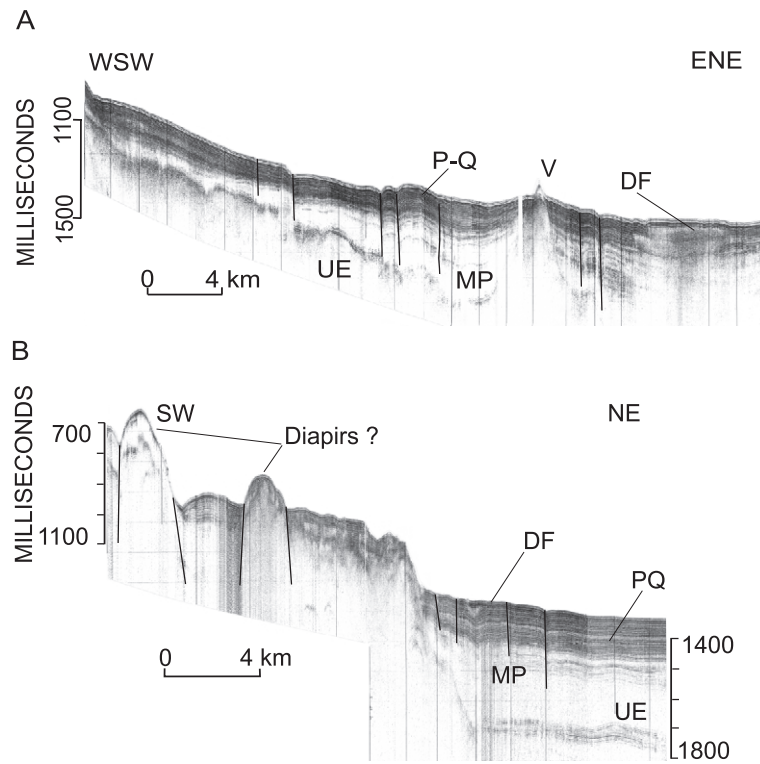 A
WSW
ENE
MILLISECONDS
1100
1500
P-Q
V
DF
UE
MP
0 4 km
B
MILLISECONDS
700
1100
SW
NE
Diapirs ?
DF
PQ
MP
UE
1400
1800
0 4 km